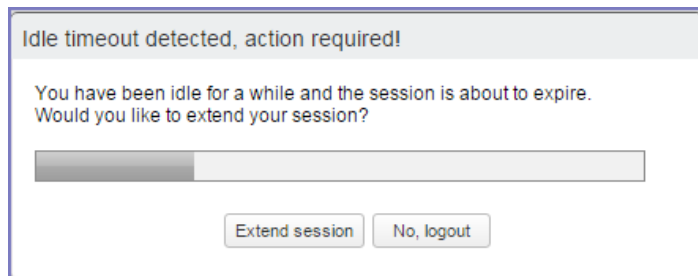 Idle timeout detected, action required!
You have been idle for a while and the session is about to expire.
Would you like to extend your session?
Extend session
No, logout